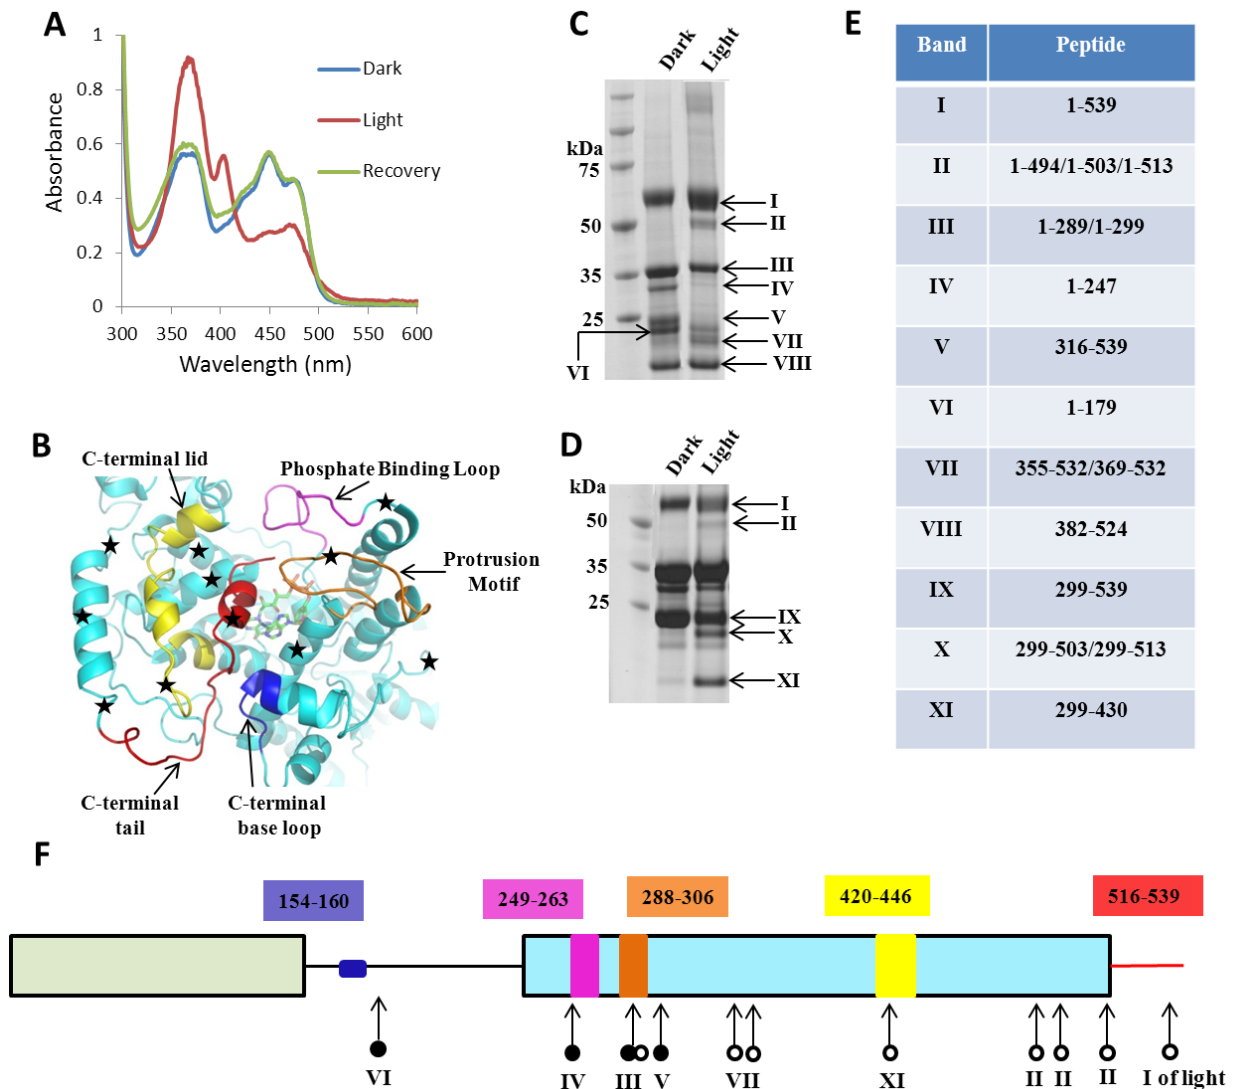 A
1
0.8
0.6
0.4
0.2
0
Absorbance
300 350 400 450 500 550 600
Wavelength (nm)
Dark
Light
Recovery
B
C-terminal lid
Phosphate Binding Loop
Protrusion
Motif
C-terminal
tail
C-terminal
base loop
C
Dark Light
kDa
75
50
35
25
I
II
III
IV
V
VI
VII
VIII
D
Dark Light
kDa
50
35
25
I
II
IX
X
XI
E
Band Peptide
I 1-539
II 1-494/1-503/1-513
III 1-289/1-299
IV 1-247
V 316-539
VI 1-179
VII 355-532/369-532
VIII 382-524
IX 299-539
X 299-503/299-513
XI 299-430
F
154-160 249-263 288-306 420-446 516-539
VI IV III V VII XI II II II I of light